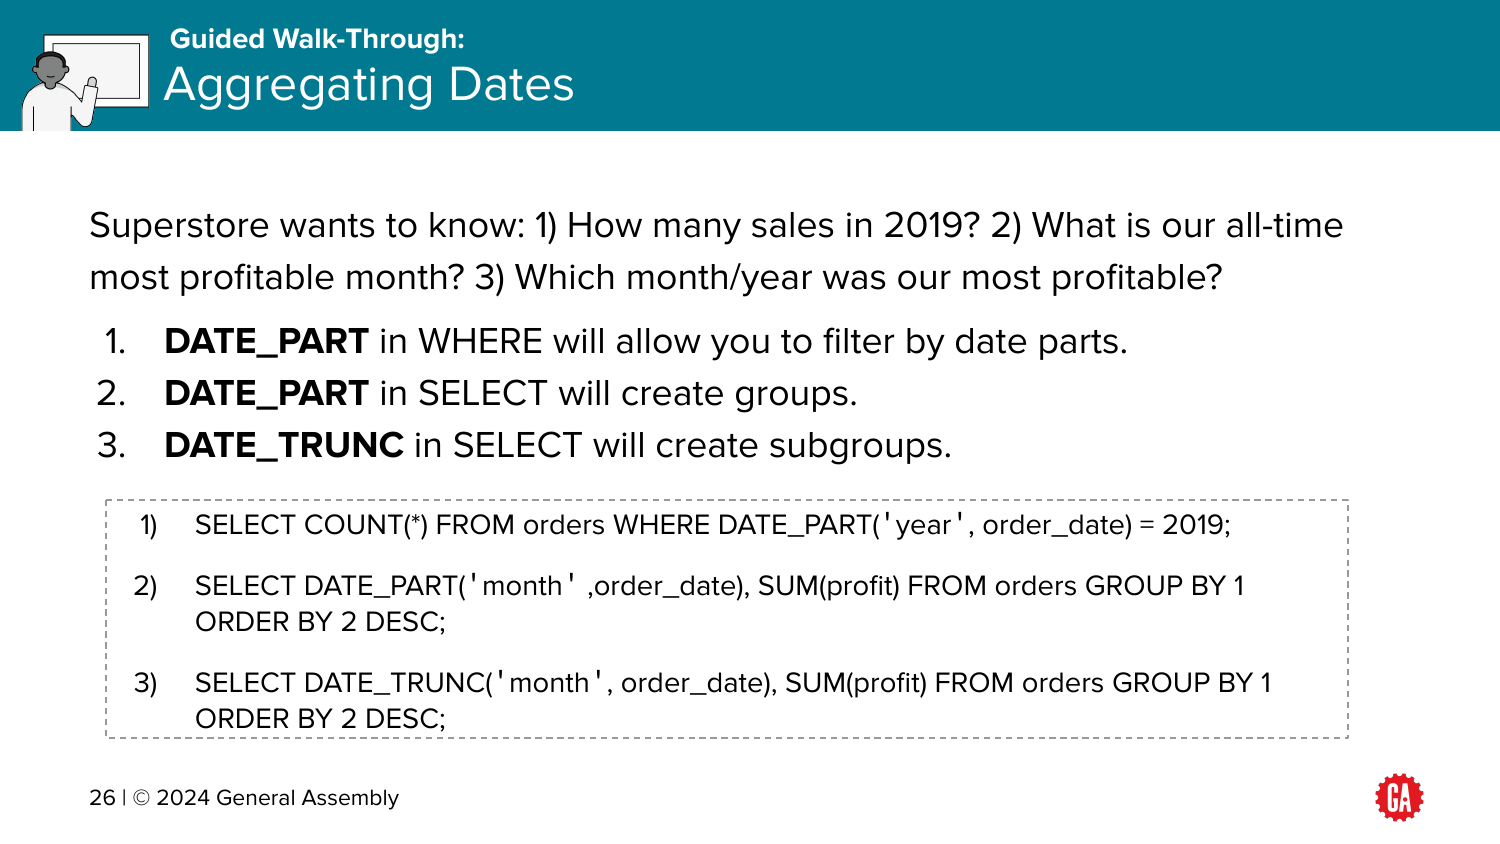 Guided Walk-Through:
Aggregating Dates
Superstore wants to know: 1) How many sales in 2019? 2) What is our all-time
most profitable month? 3) Which month/year was our most profitable?
1. DATE_PART in WHERE will allow you to filter by date parts.
2. DATE_PART in SELECT will create groups.
3. DATE_TRUNC in SELECT will create subgroups.
1) SELECT COUNT(*) FROM orders WHERE DATE_PART('year', order_date) = 2019;
2) SELECT DATE_PART('month' ,order_date), SUM(profit) FROM orders GROUP BY 1
ORDER BY 2 DESC;
3) SELECT DATE_TRUNC('month', order_date), SUM(profit) FROM orders GROUP BY 1
ORDER BY 2 DESC;
26 | © 2024 General Assembly
GA